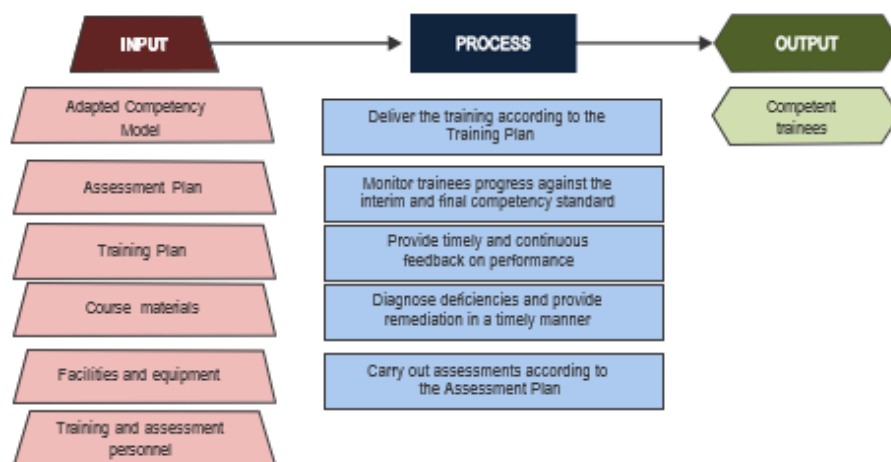 INPUT
PROCESS
OUTPUT
Adapted Competency
Model
Assessment Plan
Training Plan
Course materials
Facilities and equipment
Training and assessment
personnel
Deliver the training according to the
Training Plan
Monitor trainees progress against the
interim and final competency standard
Provide timely and continuous
feedback on performance
Diagnose deficiencies and provide
remediation in a timely manner
Carry out assessments according to
the Assessment Plan
Competent
trainees